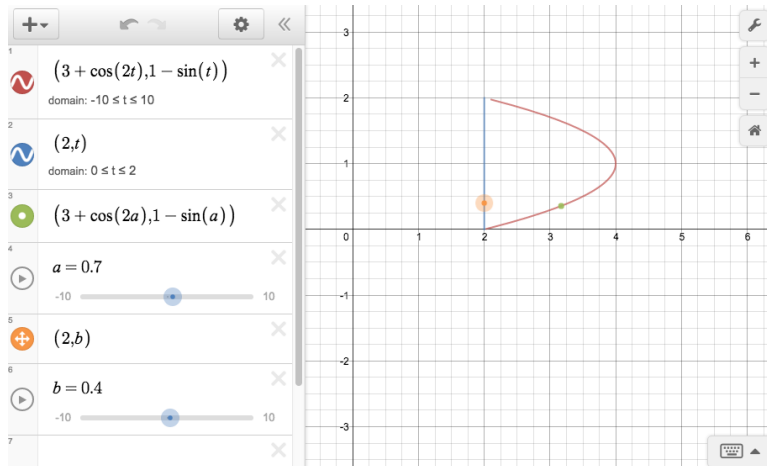 1
(3 + cos(2t),1 − sin(t))
domain: -10 ≤ t ≤ 10
2
(2,t)
domain: 0 ≤ t ≤ 2
3
(3 + cos(2a),1 − sin(a))
4
a = 0.7
-10 10
5
(2,b)
6
b = 0.4
-10 10
7
3
2
1
0 1 2 3 4 5 6
-1
-2
-3